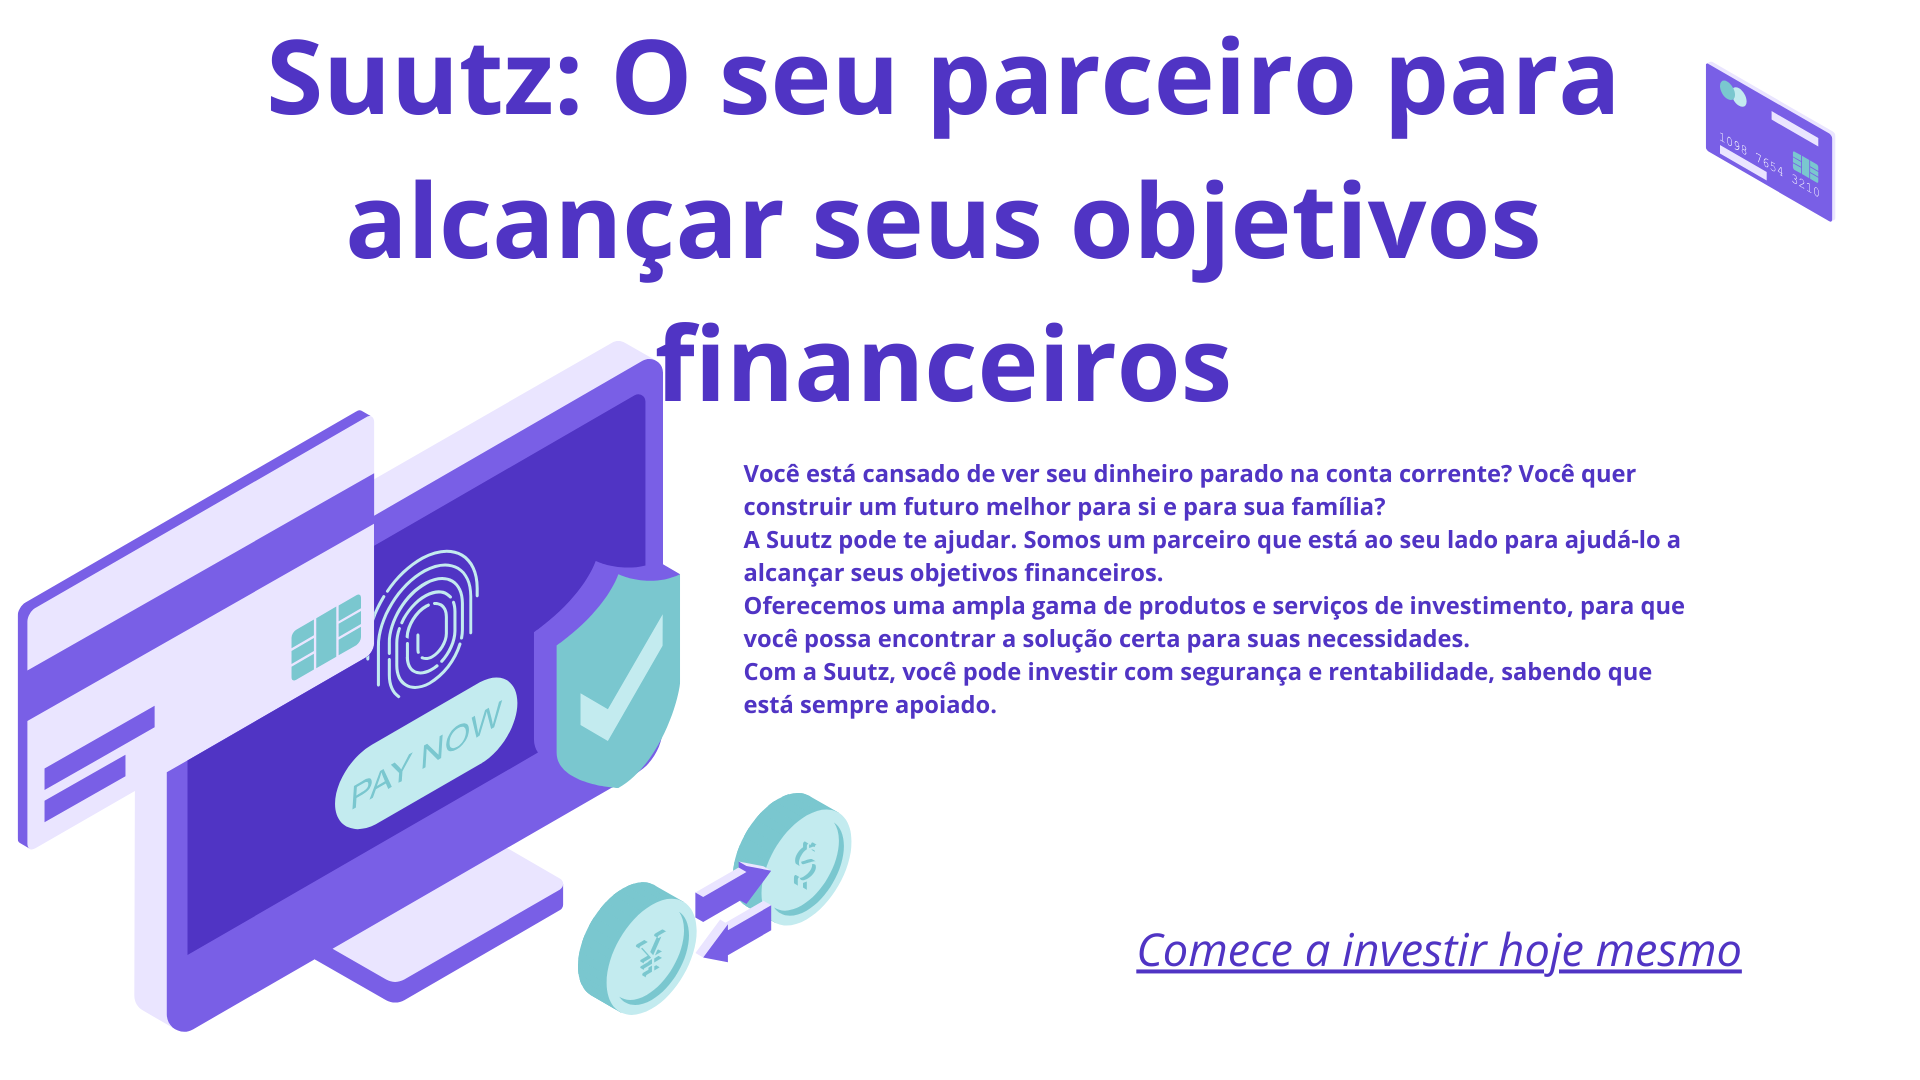 Suutz: O seu parceiro para
alcançar seus objetivos
financeiros
1098 7654 3210
Você está cansado de ver seu dinheiro parado na conta corrente? Você quer
construir um futuro melhor para si e para sua família?
A Suutz pode te ajudar. Somos um parceiro que está ao seu lado para ajudá-lo a
alcançar seus objetivos financeiros.
Oferecemos uma ampla gama de produtos e serviços de investimento, para que
você possa encontrar a solução certa para suas necessidades.
Com a Suutz, você pode investir com segurança e rentabilidade, sabendo que
está sempre apoiado.
PAY NOW
$
¥
Comece a investir hoje mesmo